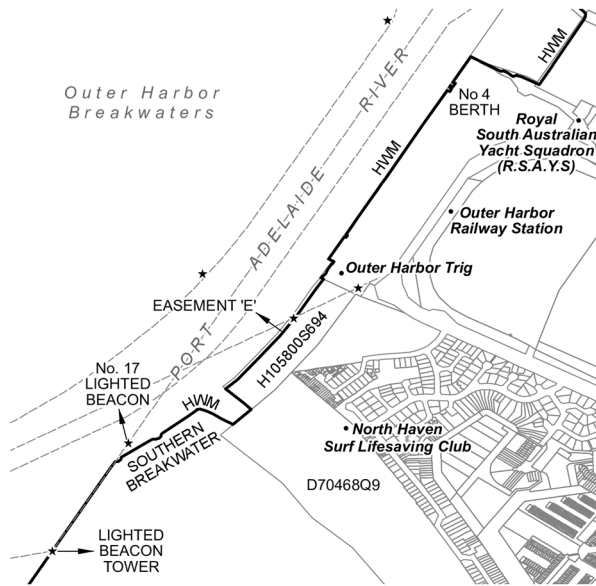 HWM
Outer Harbor
Breakwaters
PORT ADELAIDE RIVER
No 4
BERTH
Royal
South Australian
Yacht Squadron
(R.S.A.Y.S)
HWM
Outer Harbor
Railway Station
Outer Harbor Trig
EASEMENT 'E'
H105800S694
No. 17
LIGHTED
BEACON
HWM
SOUTHERN
BREAKWATER
North Haven
Surf Lifesaving Club
D70468Q9
LIGHTED
BEACON
TOWER